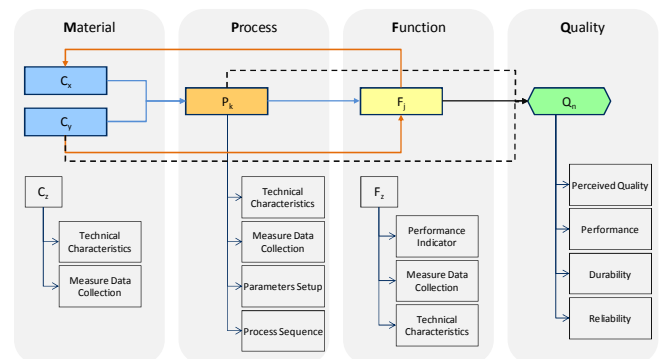 Material
Process
Function
Quality
Cx
Cy
Pk
Fj
Qn
Cz
Technical
Characteristics
Measure Data
Collection
Technical
Characteristics
Measure Data
Collection
Parameters Setup
Process Sequence
Fz
Performance
Indicator
Measure Data
Collection
Technical
Characteristics
Perceived Quality
Performance
Durability
Reliability